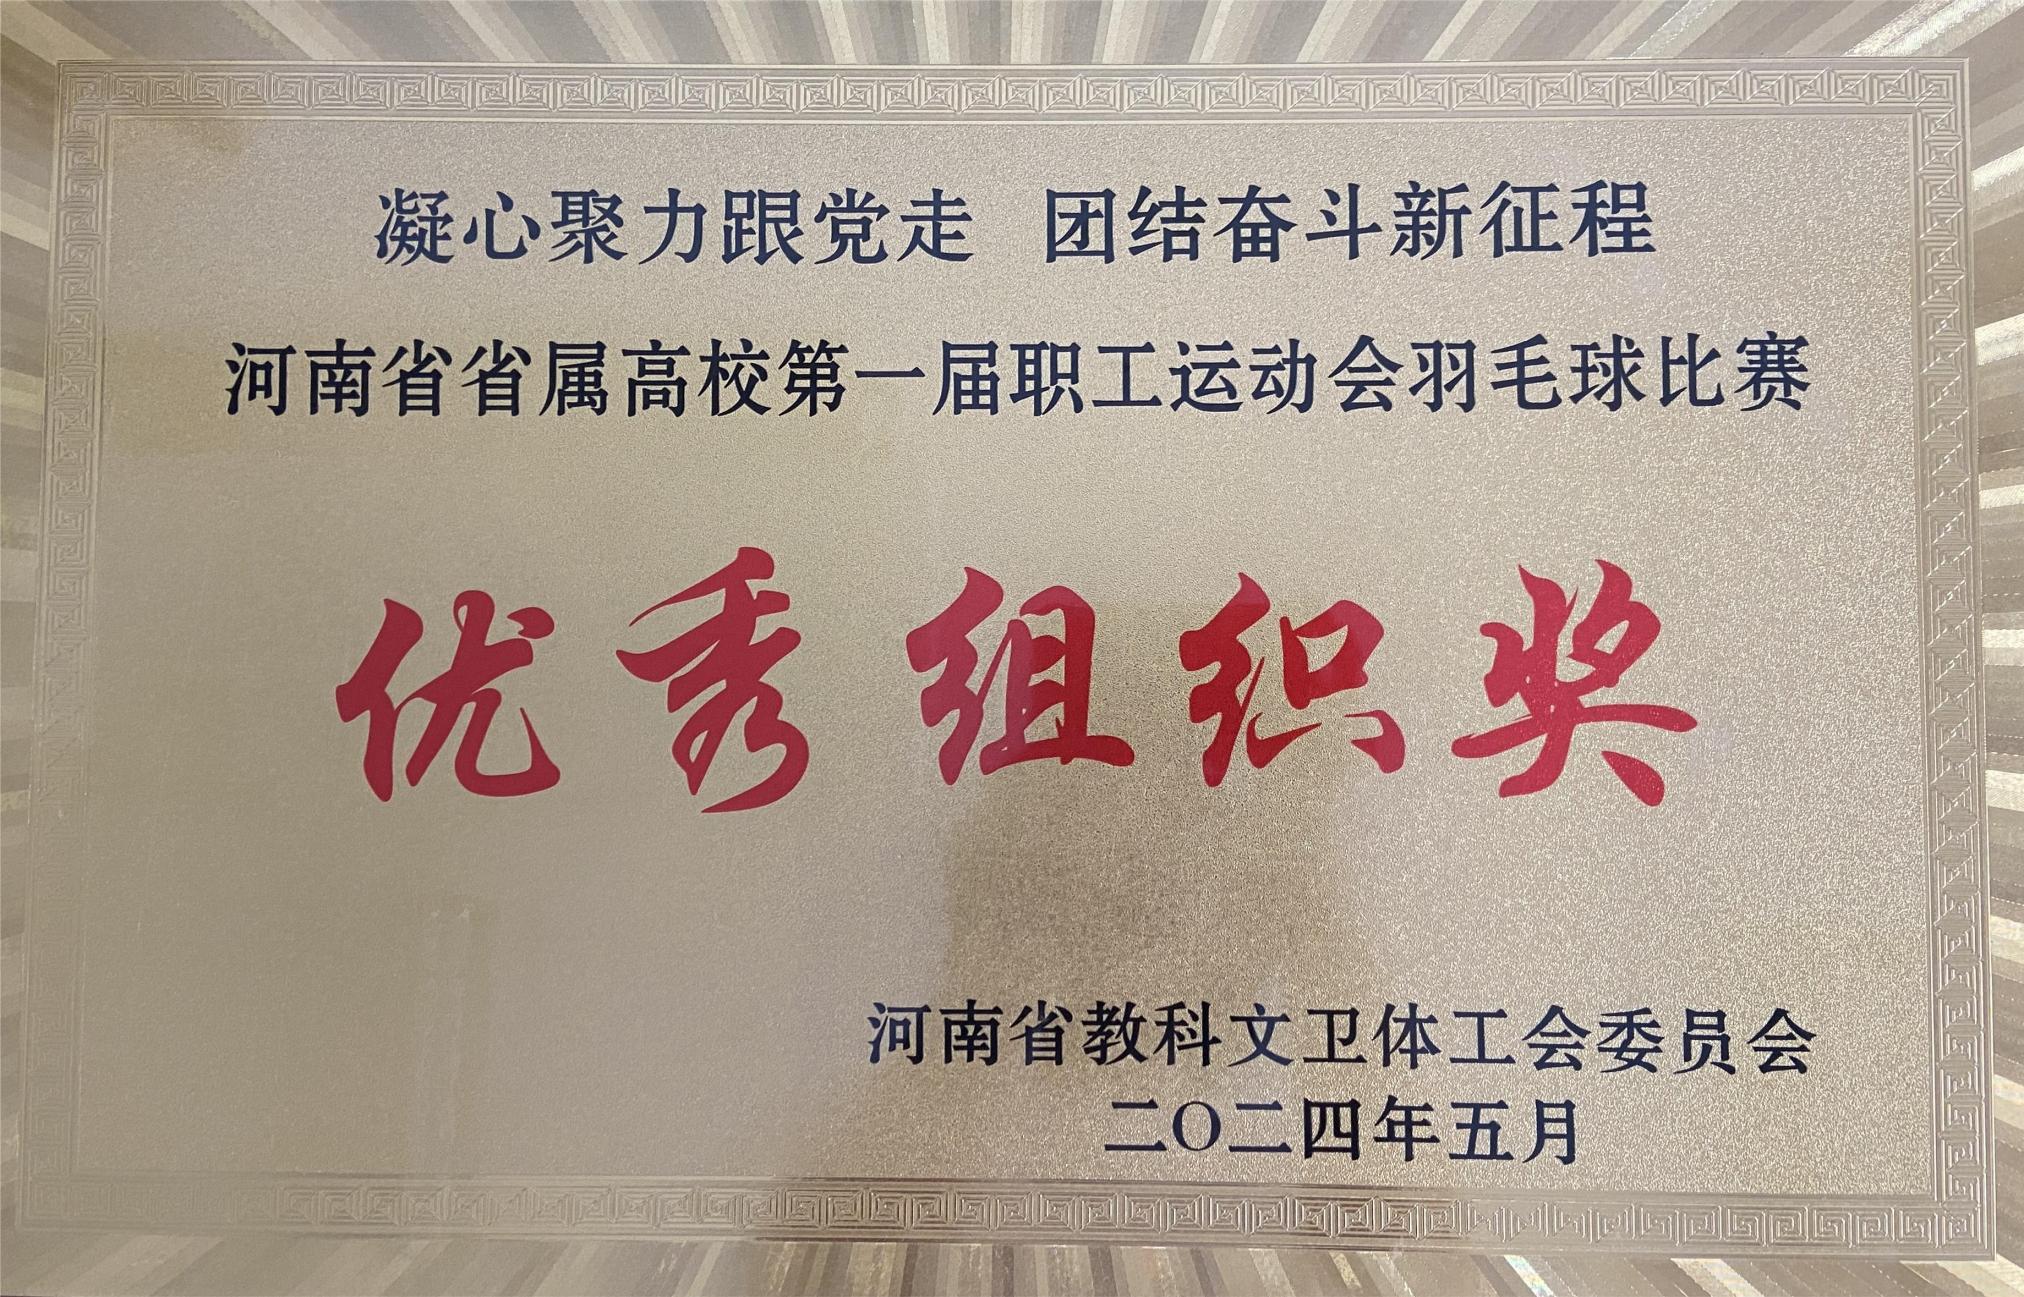 凝心聚力跟党走 团结奋斗新征程
河南省省属高校第一届职工运动会羽毛球比赛
优秀组织奖
河南省教科文卫体工会委员会
二〇二四年五月